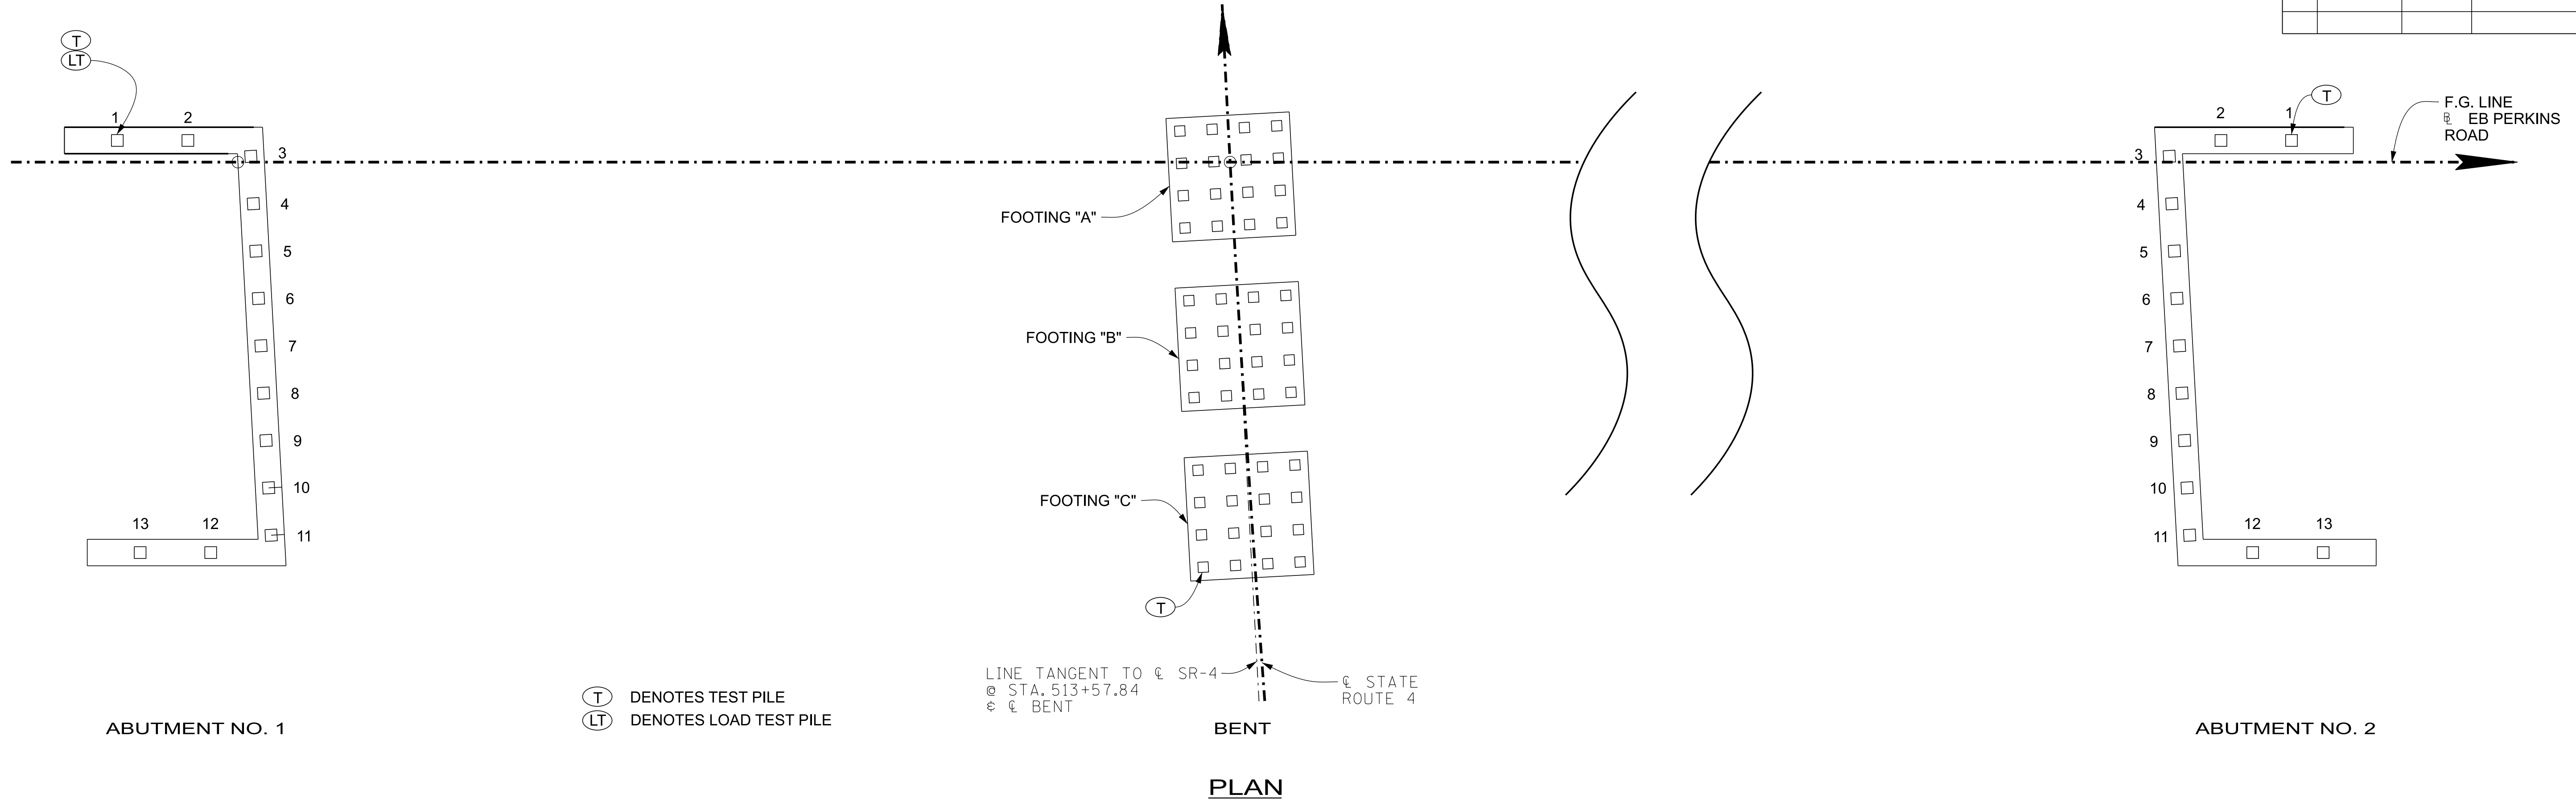 T
LT
1 2
3
4
5
6
7
8
9
10
11
13 12
ABUTMENT NO. 1
T DENOTES TEST PILE
LT DENOTES LOAD TEST PILE
FOOTING "A"
FOOTING "B"
FOOTING "C"
T
LINE TANGENT TO ℄ SR-4
@ STA. 513+57.84
& ℄ BENT
℄ STATE
ROUTE 4
BENT
PLAN
T
2 1
3
4
5
6
7
8
9
10
11
12 13
F.G. LINE
BL EB PERKINS
ROAD
ABUTMENT NO. 2